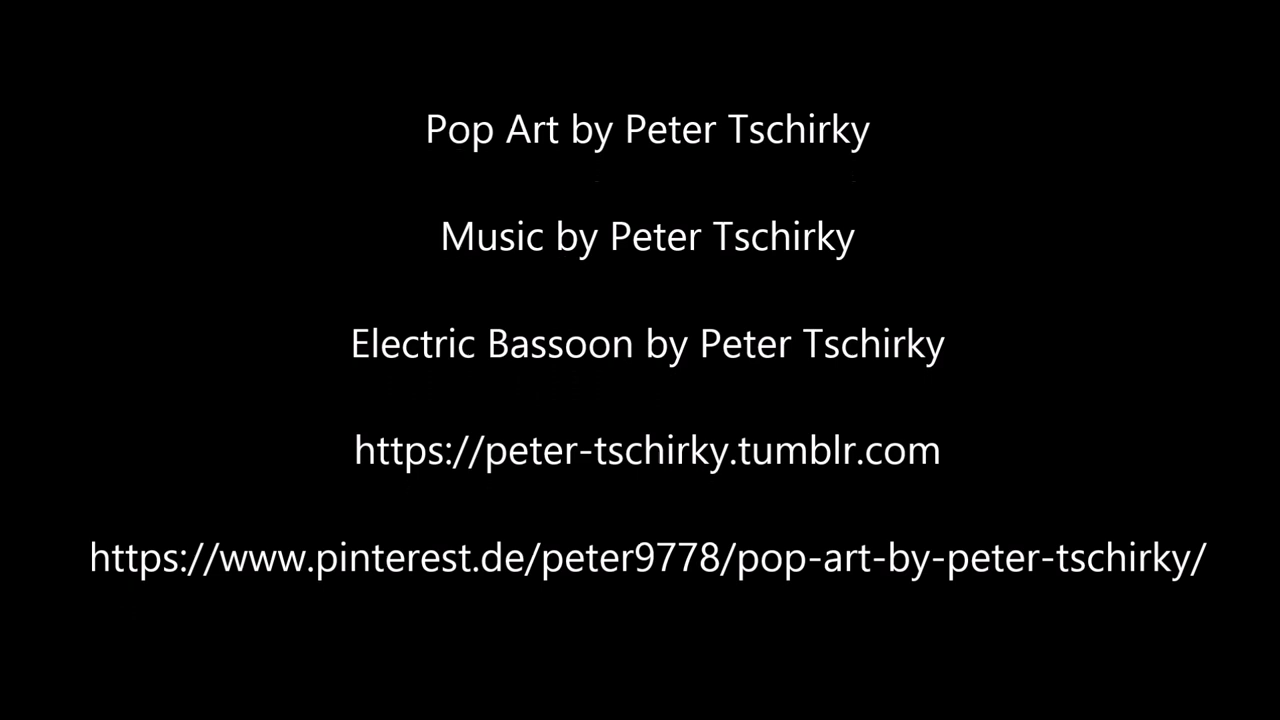 Pop Art by Peter Tschirky
Music by Peter Tschirky
Electric Bassoon by Peter Tschirky
https://peter-tschirky.tumblr.com
https://www.pinterest.de/peter9778/pop-art-by-peter-tschirky/